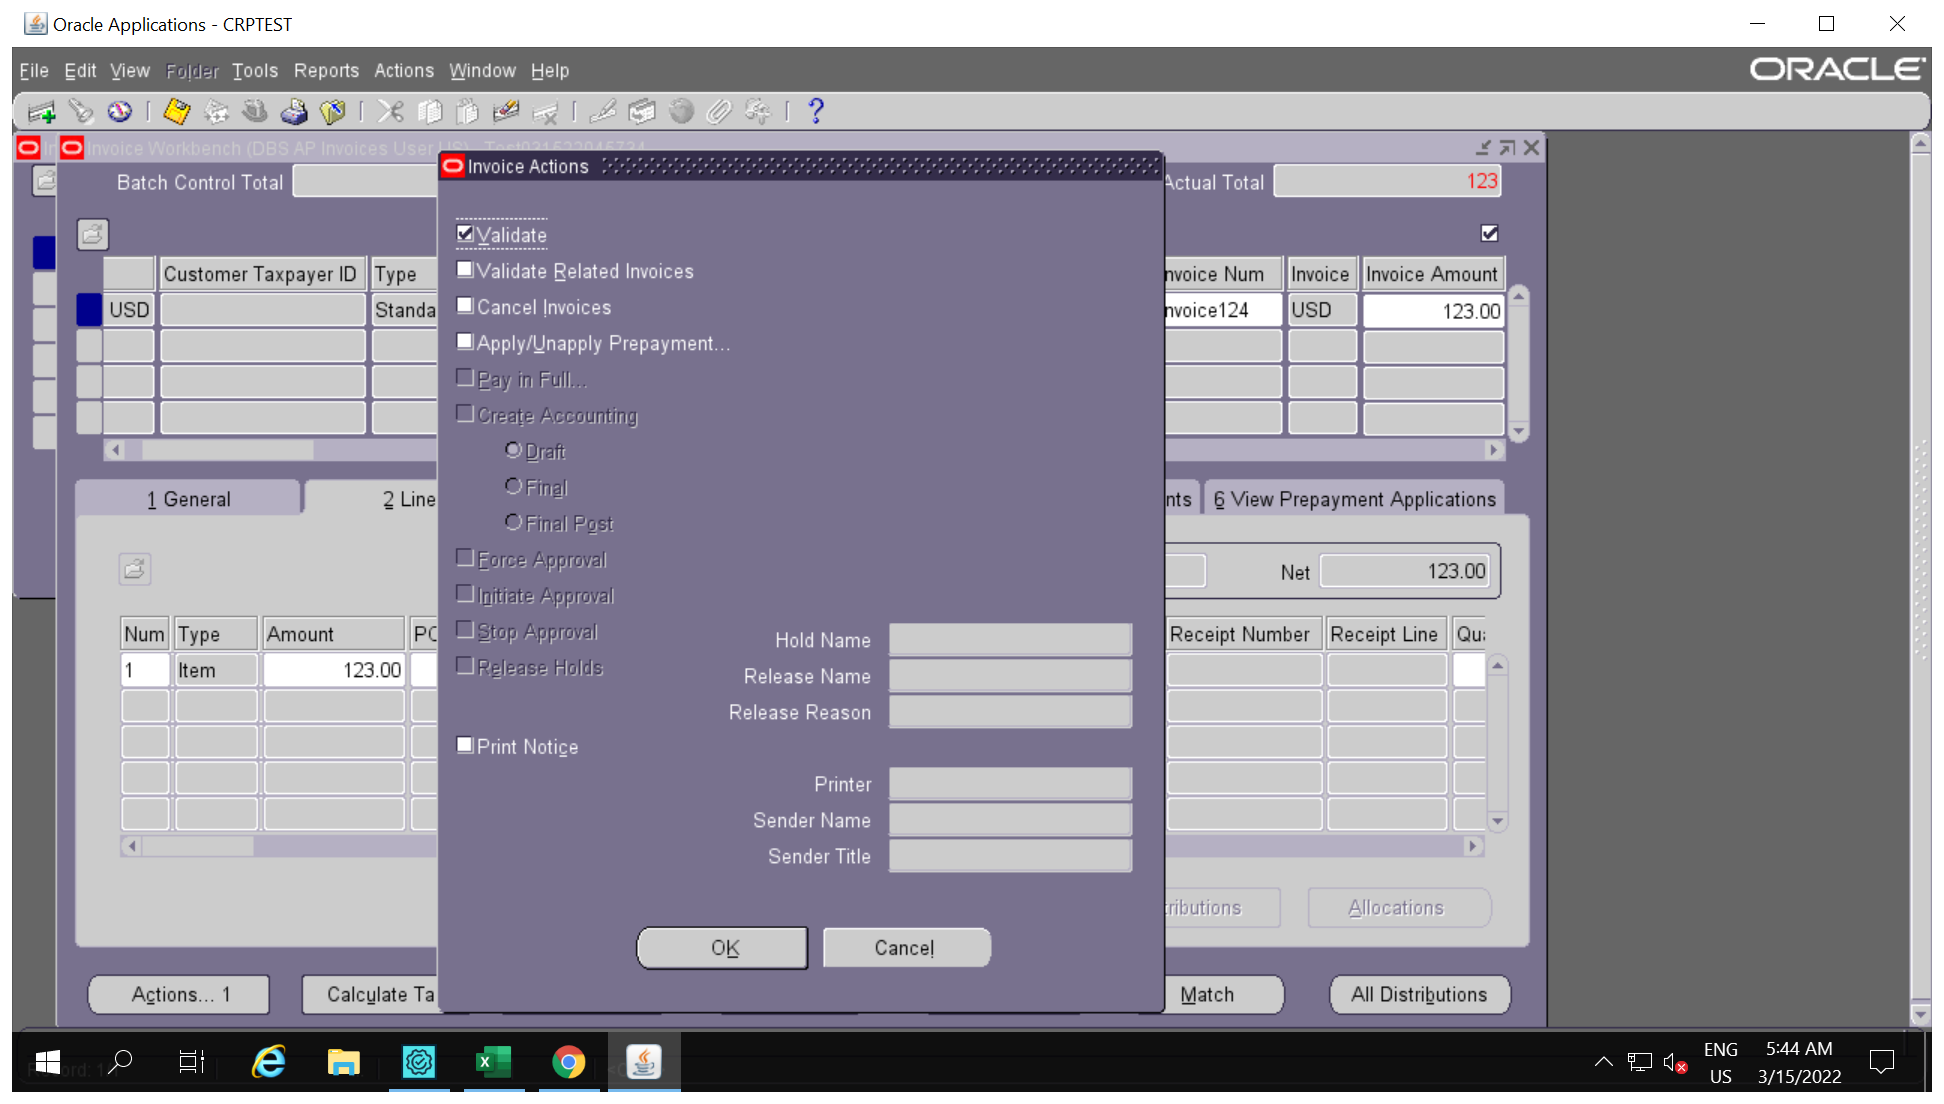 Oracle Applications - CRPTEST
File Edit View Folder Tools Reports Actions Window Help
ORACLE
Invoice Workbench (DBS AP Invoices User US) - Test031522045734
Invoice Actions
Batch Control Total
Actual Total 123
Validate
Validate Related Invoices
Cancel Invoices
Apply/Unapply Prepayment...
Pay in Full...
Create Accounting
Draft
Final
Final Post
Force Approval
Initiate Approval
Stop Approval
Release Holds
Hold Name
Release Name
Release Reason
Print Notice
Printer
Sender Name
Sender Title
OK Cancel
Customer Taxpayer ID Type
USD Standa
nvoice Num Invoice Invoice Amount
nvoice124 USD 123.00
1 General 2 Line
nts 6 View Prepayment Applications
Net 123.00
Num Type Amount PO
1 Item 123.00
Receipt Number Receipt Line Qua
tributions Allocations
Actions... 1 Calculate Ta Match All Distributions
ENG
US
5:44 AM
3/15/2022